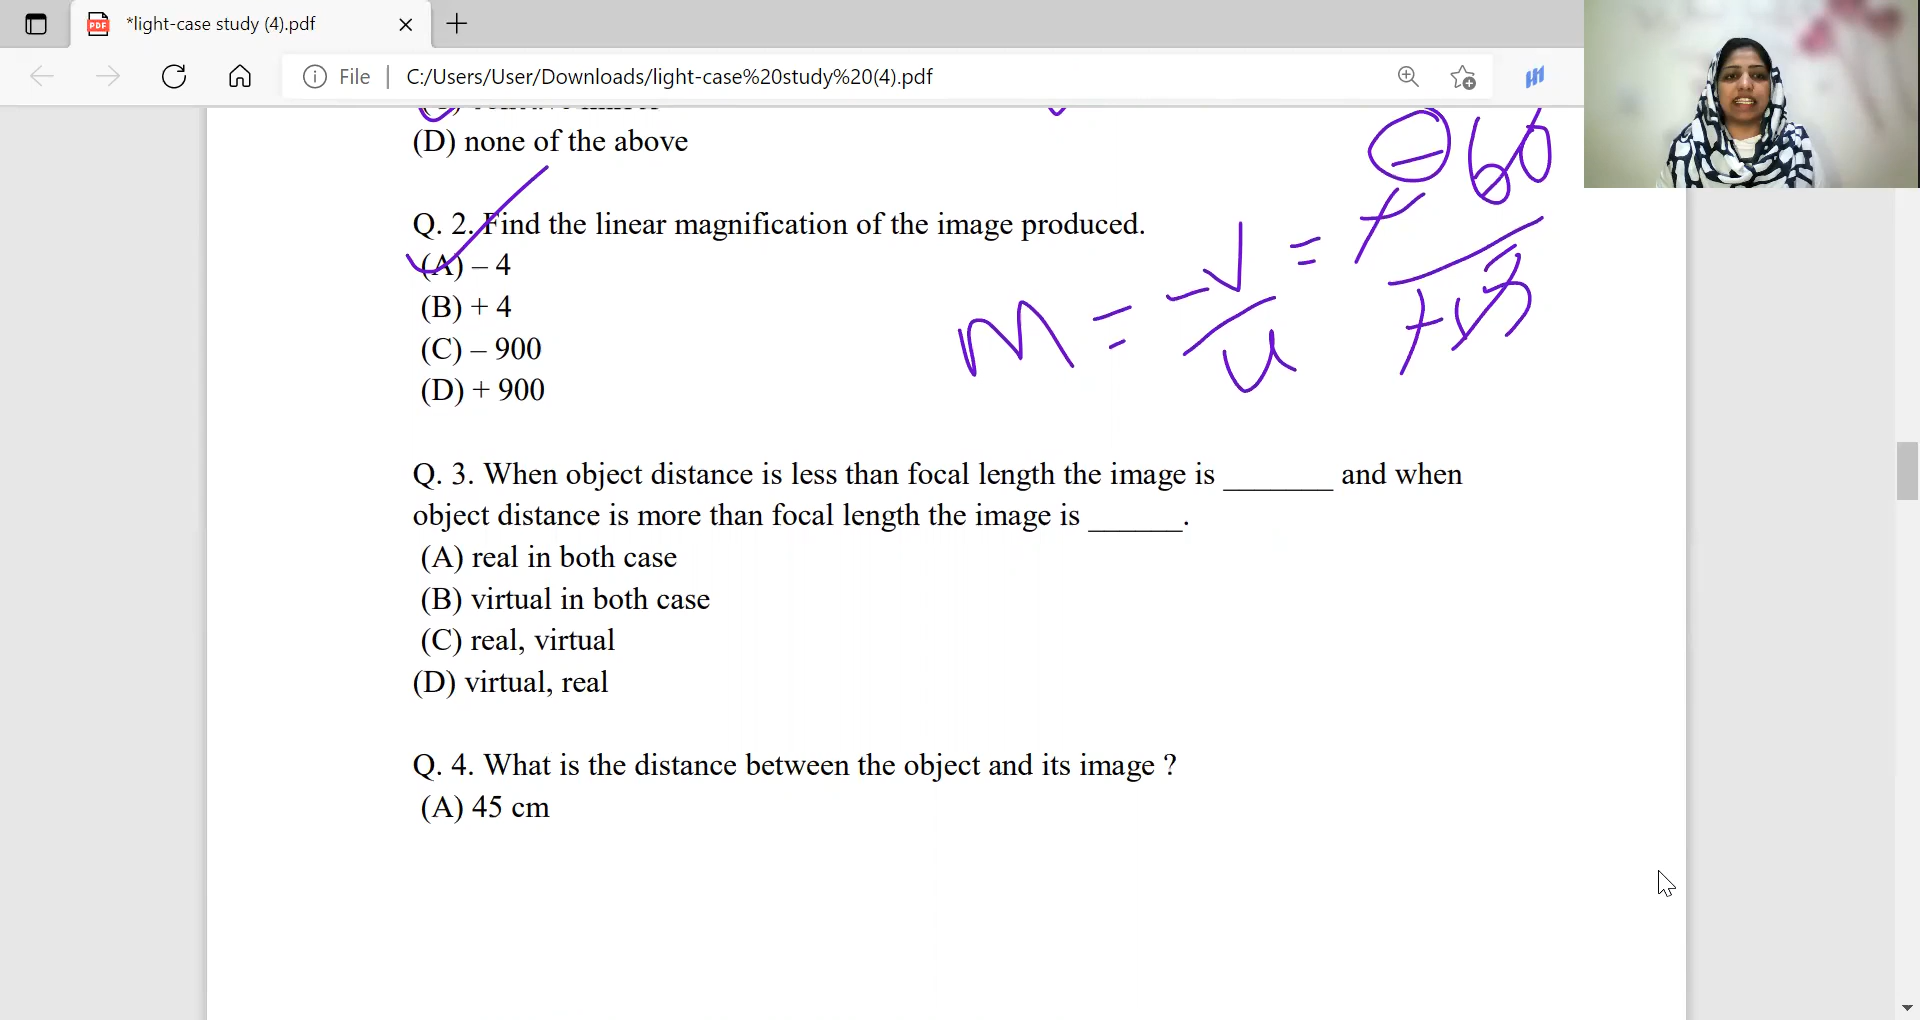 *light-case study (4).pdf
File | C:/Users/User/Downloads/light-case%20study%20(4).pdf
(D) none of the above
Q. 2. Find the linear magnification of the image produced.
(A) – 4
(B) + 4
(C) – 900
(D) + 900
m = -v/u =
Q. 3. When object distance is less than focal length the image is _______ and when
object distance is more than focal length the image is ______.
(A) real in both case
(B) virtual in both case
(C) real, virtual
(D) virtual, real
Q. 4. What is the distance between the object and its image ?
(A) 45 cm